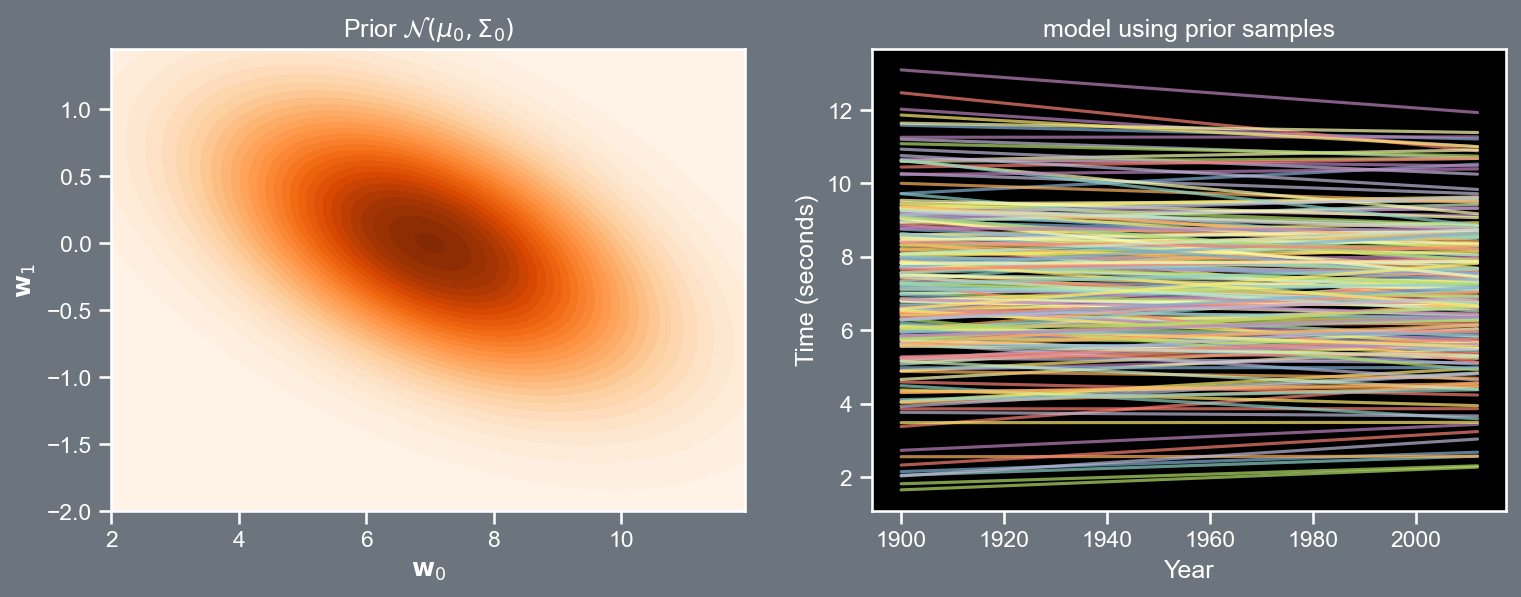 Prior 𝒩(μ₀, Σ₀)
1.0
0.5
0.0
−0.5
−1.0
−1.5
−2.0
w₁
2 4 6 8 10
w₀
model using prior samples
12
10
8
6
4
2
Time (seconds)
1900 1920 1940 1960 1980 2000
Year